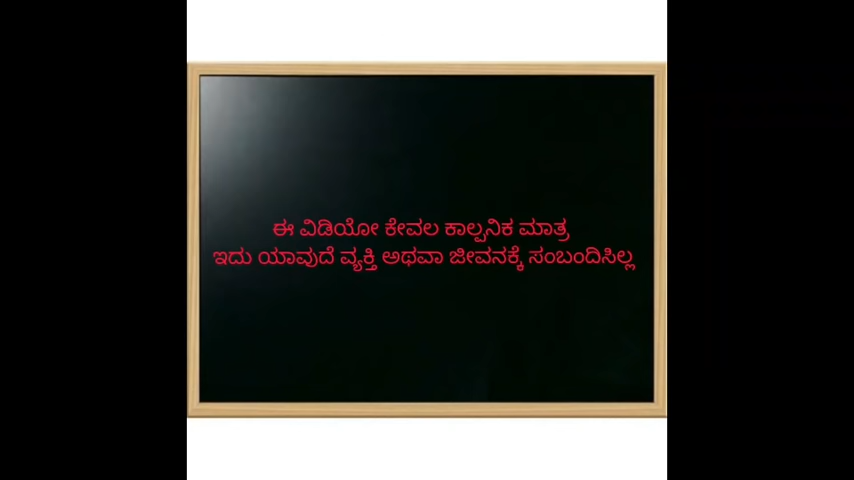 ಈ ವಿಡಿಯೋ ಕೇವಲ ಕಾಲ್ಪನಿಕ ಮಾತ್ರ
ಇದು ಯಾವುದೆ ವ್ಯಕ್ತಿ ಅಥವಾ ಜೀವನಕ್ಕೆ ಸಂಬಂದಿಸಿಲ್ಲ